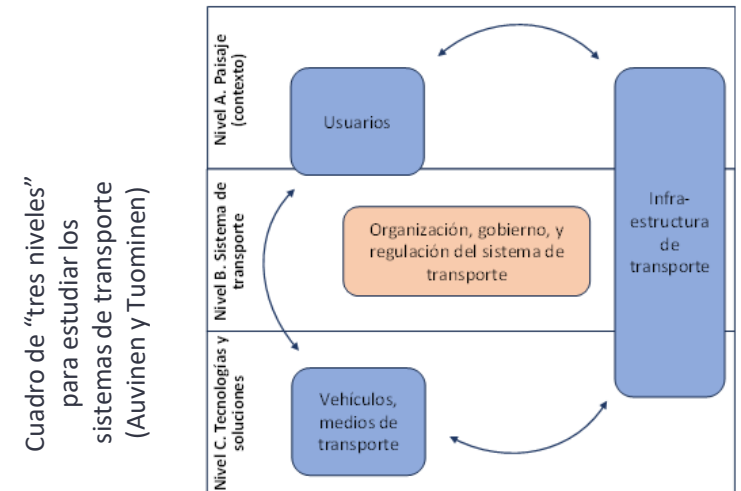 Cuadro de “tres niveles”
para estudiar los
sistemas de transporte
(Auvinen y Tuominen)
Nivel A. Paisaje
(contexto)
Usuarios
Nivel B. Sistema de
transporte
Organización, gobierno, y
regulación del sistema de
transporte
Infra-
estructura
de
transporte
Nivel C. Tecnologías y
soluciones
Vehículos,
medios de
transporte